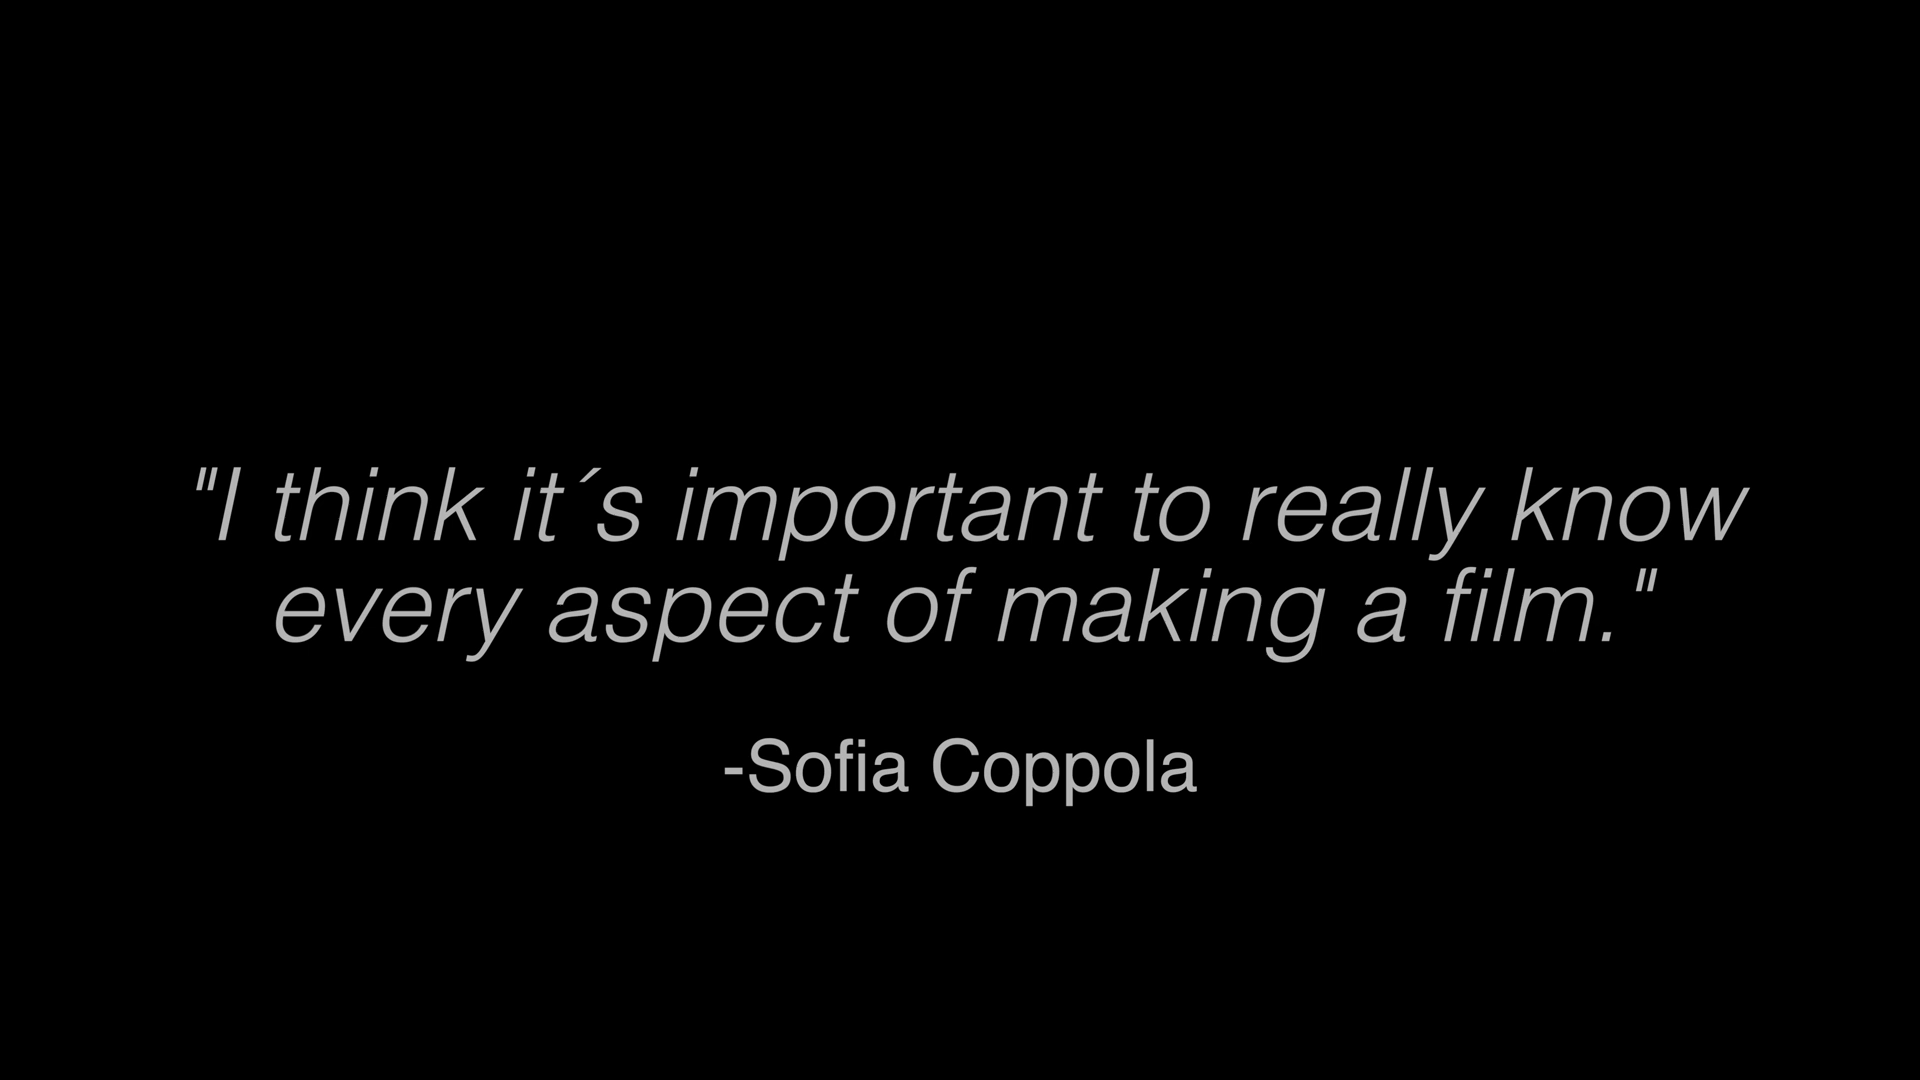 "I think it´s important to really know
every aspect of making a film."
-Sofia Coppola